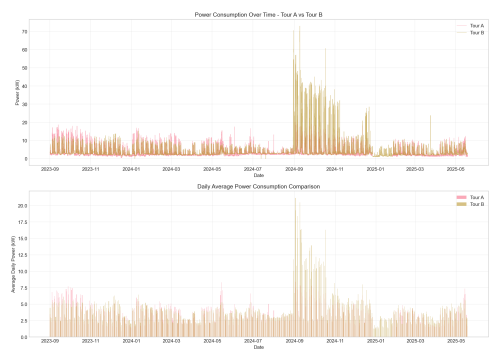 Power Consumption Over Time - Tour A vs Tour B
Tour A
Tour B
70
60
50
40
30
20
10
0
Power (kW)
2023-09 2023-11 2024-01 2024-03 2024-05 2024-07 2024-09 2024-11 2025-01 2025-03 2025-05
Date
Daily Average Power Consumption Comparison
Tour A
Tour B
20.0
17.5
15.0
12.5
10.0
7.5
5.0
2.5
0.0
Average Daily Power (kW)
2023-09 2023-11 2024-01 2024-03 2024-05 2024-07 2024-09 2024-11 2025-01 2025-03 2025-05
Date